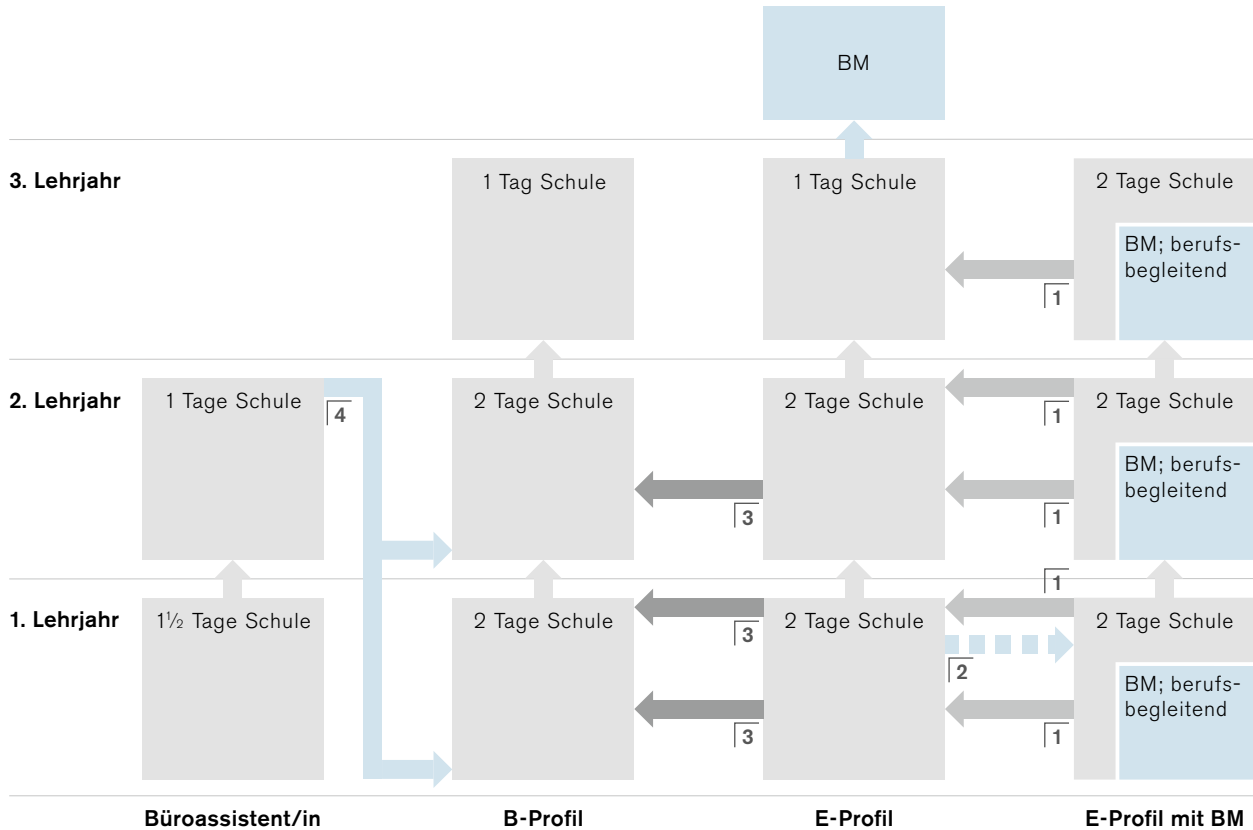 BM
3. Lehrjahr
1 Tag Schule
1 Tag Schule
2 Tage Schule
BM; berufs-
begleitend
1
2. Lehrjahr
1 Tage Schule
4
2 Tage Schule
3
2 Tage Schule
1
1
2 Tage Schule
BM; berufs-
begleitend
1
1. Lehrjahr
1½ Tage Schule
2 Tage Schule
3
3
2 Tage Schule
2
1
2 Tage Schule
BM; berufs-
begleitend
Büroassistent/in
B-Profil
E-Profil
E-Profil mit BM